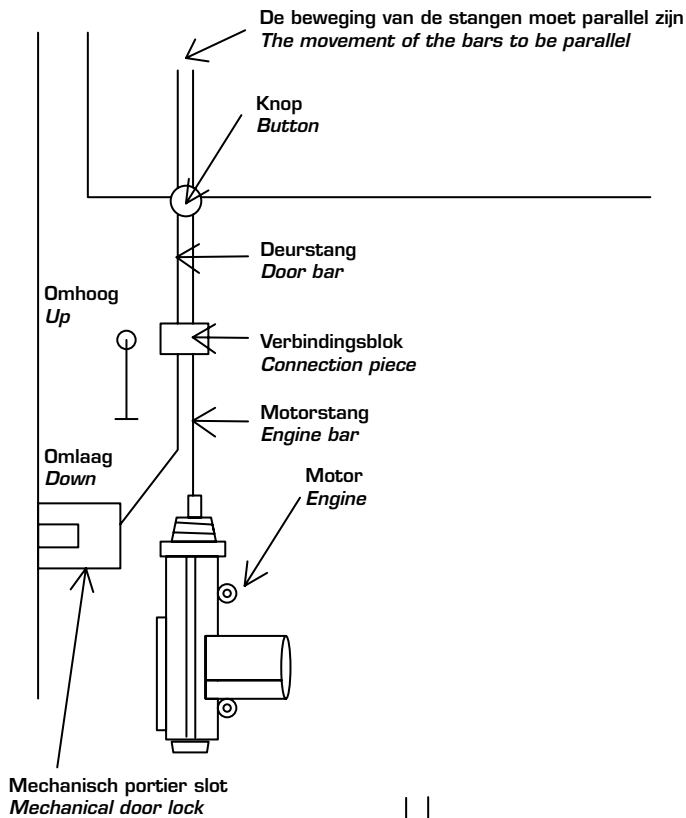 De beweging van de stangen moet parallel zijn
The movement of the bars to be parallel
Knop
Button
Deurstang
Door bar
Omhoog
Up
Verbindingsblok
Connection piece
Motorstang
Engine bar
Omlaag
Down
Motor
Engine
Mechanisch portier slot
Mechanical door lock